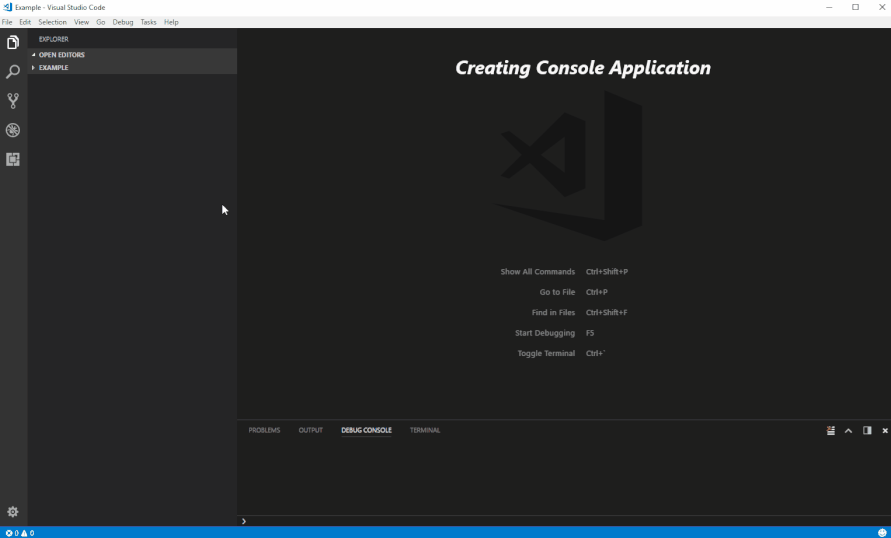 Example - Visual Studio Code
File Edit Selection View Go Debug Tasks Help
EXPLORER
OPEN EDITORS
EXAMPLE
Creating Console Application
Show All Commands Ctrl+Shift+P
Go to File Ctrl+P
Find in Files Ctrl+Shift+F
Start Debugging F5
Toggle Terminal Ctrl+`
PROBLEMS OUTPUT DEBUG CONSOLE TERMINAL
0 0